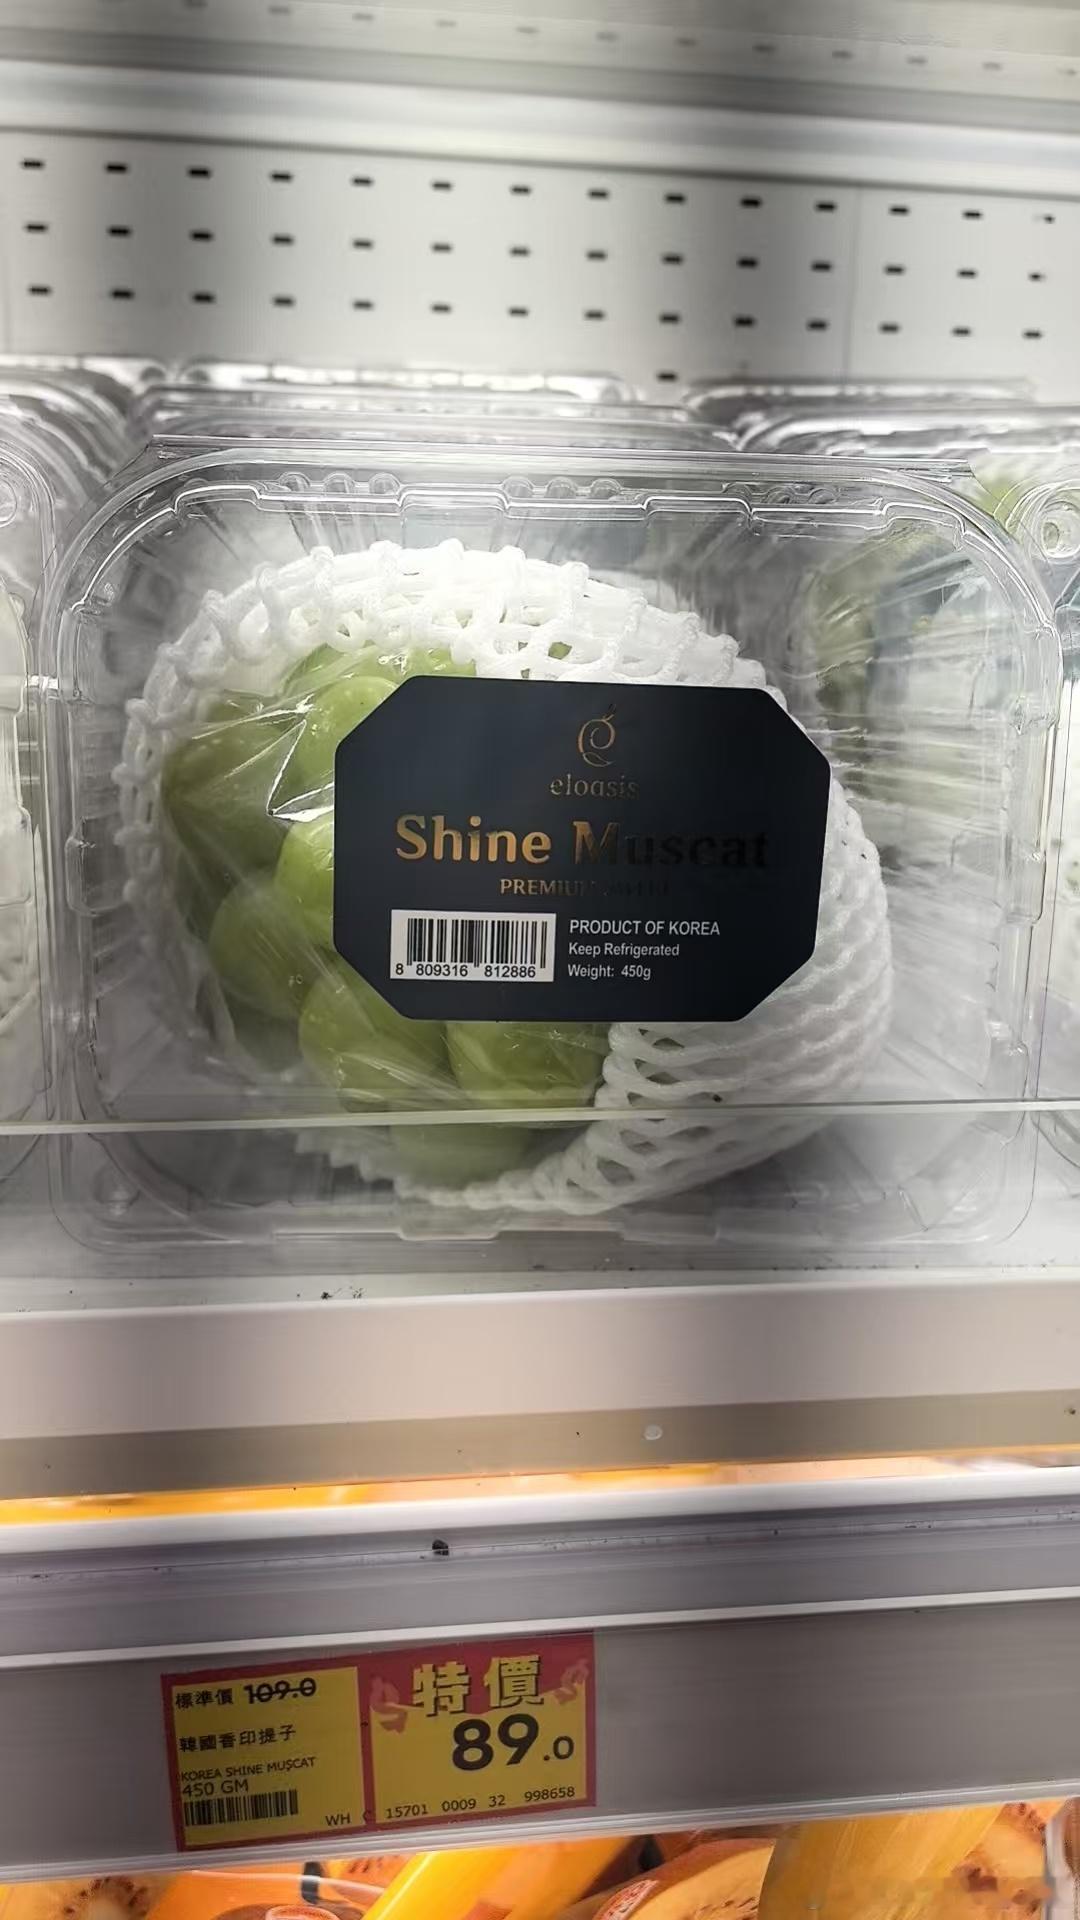 eloasis
Shine Muscat
PREMIUM
PRODUCT OF KOREA
Keep Refrigerated
Weight: 450g
8 809316 812886
標準價 109.0
韓國香印提子
KOREA SHINE MUSCAT
450 GM
特價
89.0
WH C 15701 0009 32 998658